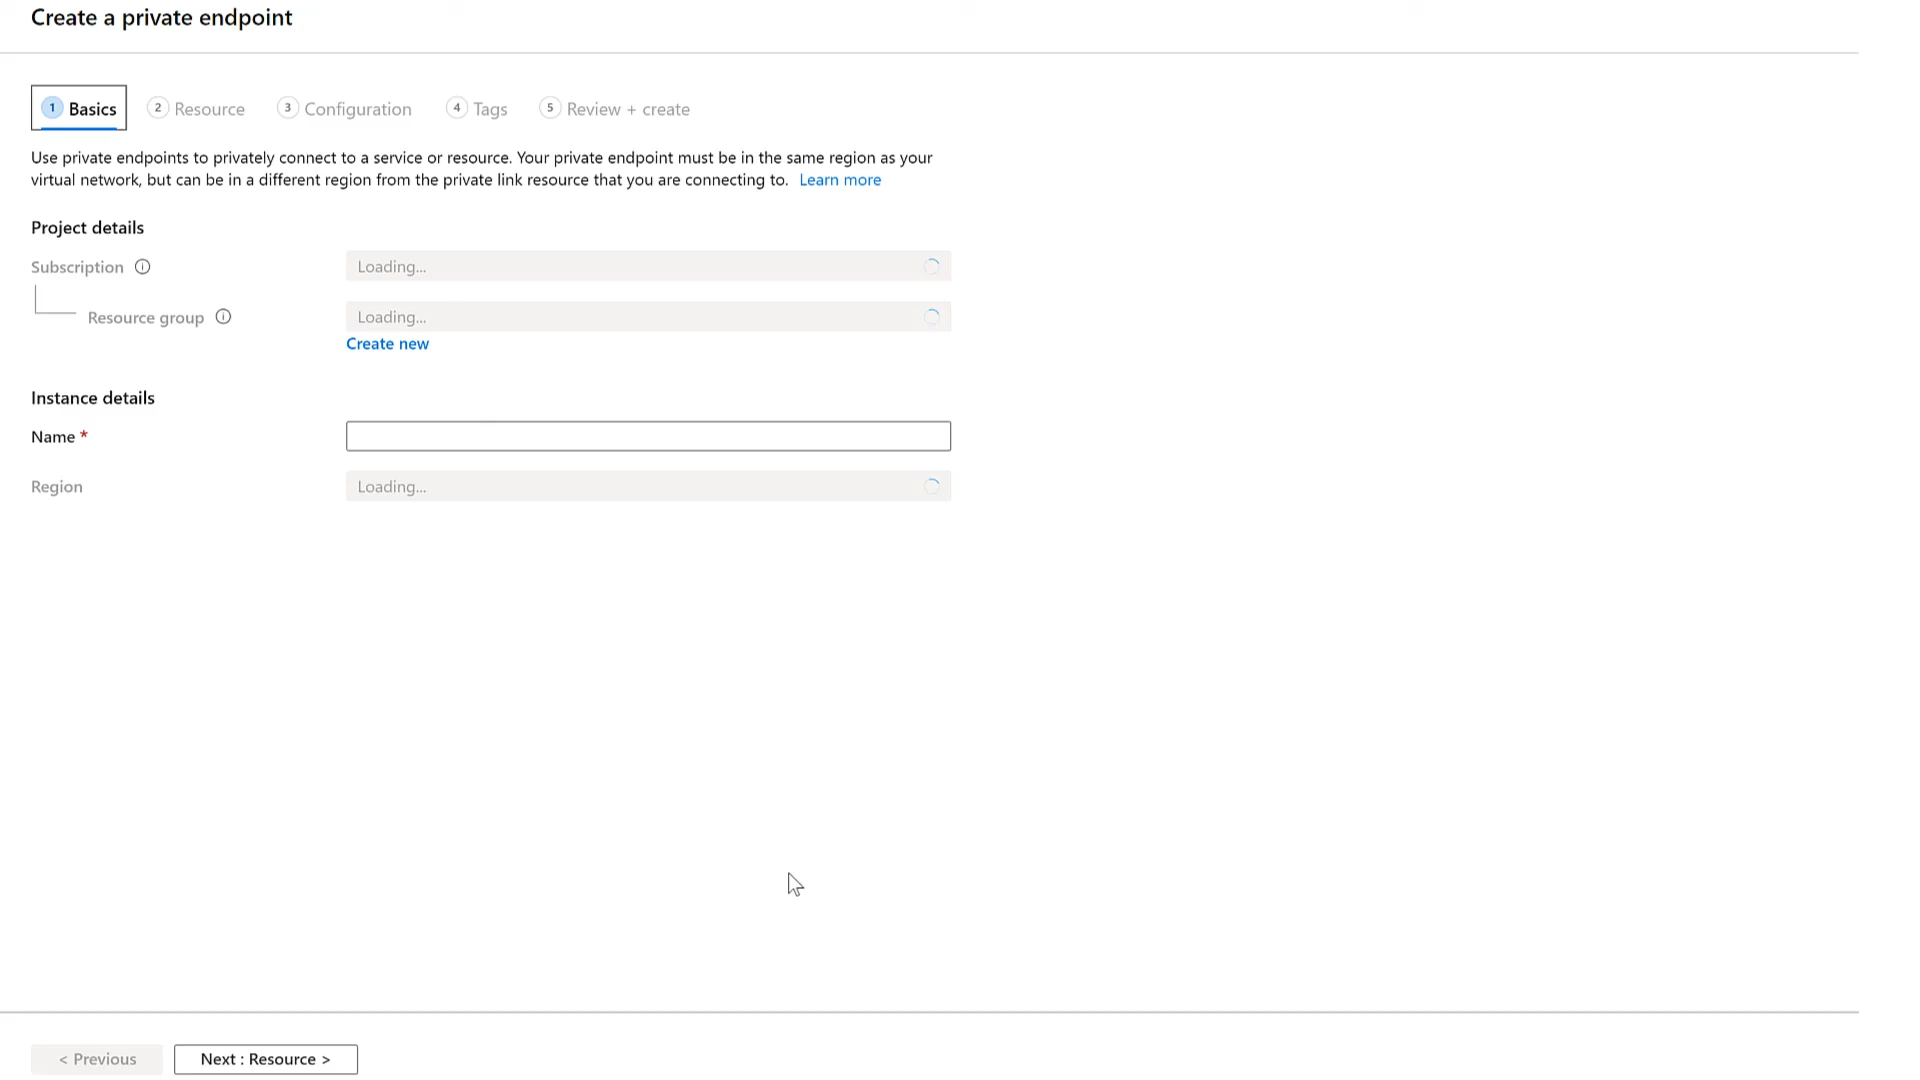 Create a private endpoint
1 Basics 2 Resource 3 Configuration 4 Tags 5 Review + create
Use private endpoints to privately connect to a service or resource. Your private endpoint must be in the same region as your
virtual network, but can be in a different region from the private link resource that you are connecting to. Learn more
Project details
Subscription Loading...
Resource group Loading...
Create new
Instance details
Name *
Region Loading...
< Previous Next : Resource >